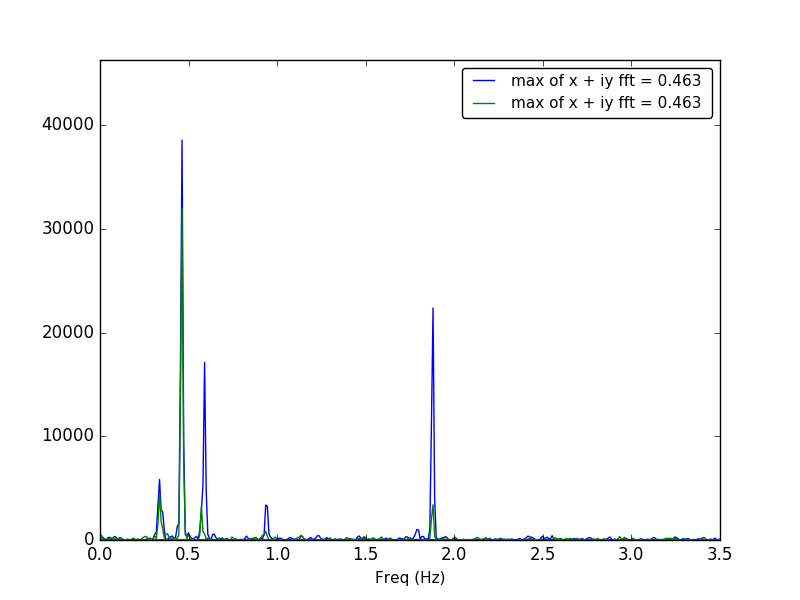 max of x + iy fft = 0.463
max of x + iy fft = 0.463
40000
30000
20000
10000
0
0.0 0.5 1.0 1.5 2.0 2.5 3.0 3.5
Freq (Hz)